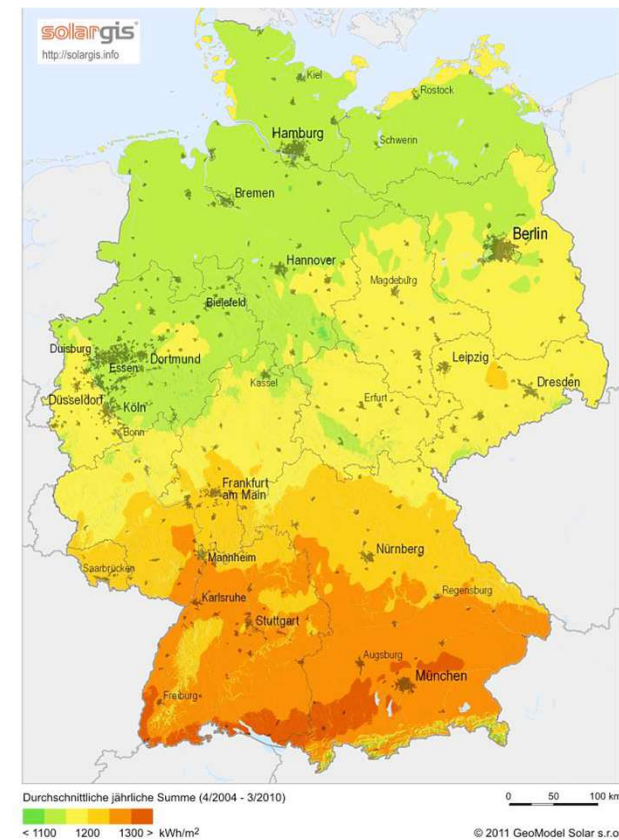 solargis
http://solargis.info
Kiel
Rostock
Hamburg
Schwerin
Bremen
Berlin
Hannover
Magdeburg
Bielefeld
Duisburg
Dortmund
Essen
Leipzig
Kassel
Düsseldorf
Dresden
Köln
Erfurt
Bonn
Frankfurt
am Main
Nürnberg
Mannheim
Saarbrücken
Regensburg
Karlsruhe
Stuttgart
Augsburg
München
Freiburg
Durchschnittliche jährliche Summe (4/2004 - 3/2010)
0 50 100 km
< 1100 1200 1300 > kWh/m²
© 2011 GeoModel Solar s.r.o